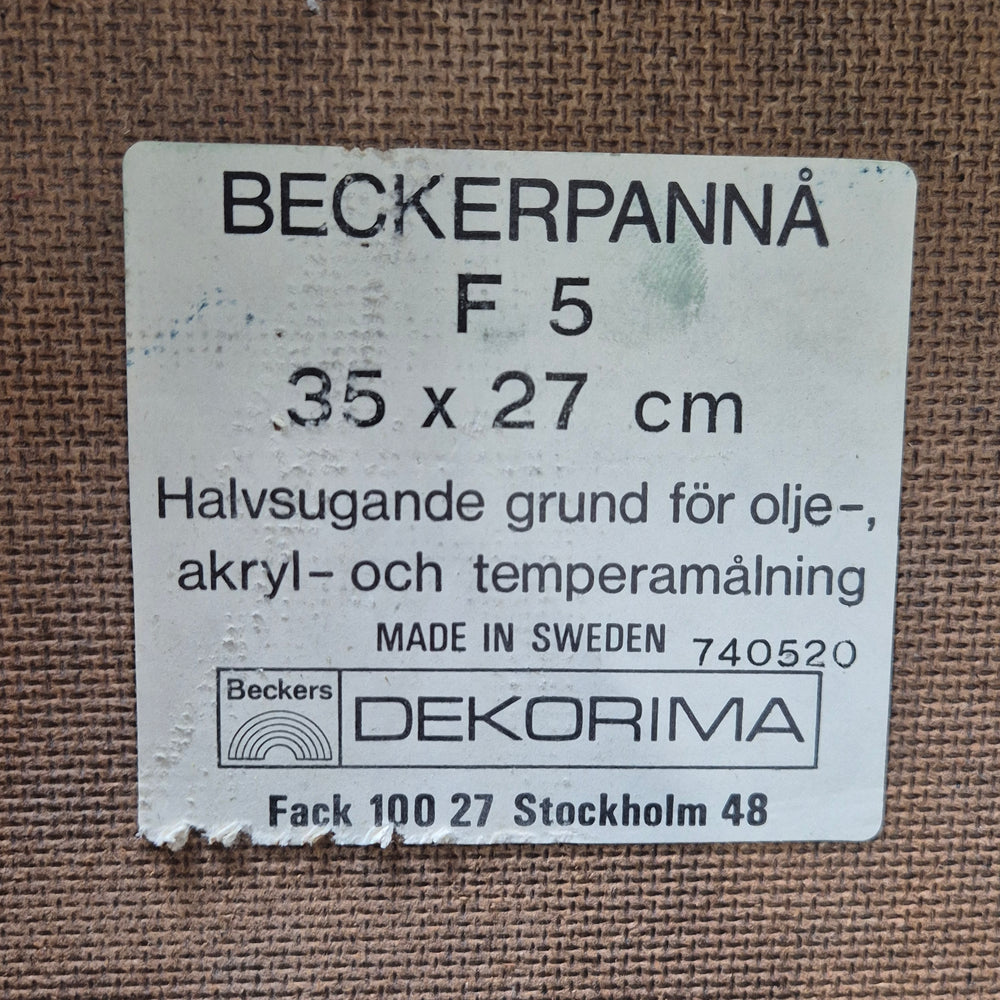 BECKERPANNÅ
F 5
35 x 27 cm
Halvsugande grund för olje-,
akryl- och temperamålning
MADE IN SWEDEN 740520
Beckers DEKORIMA
Fack 100 27 Stockholm 48